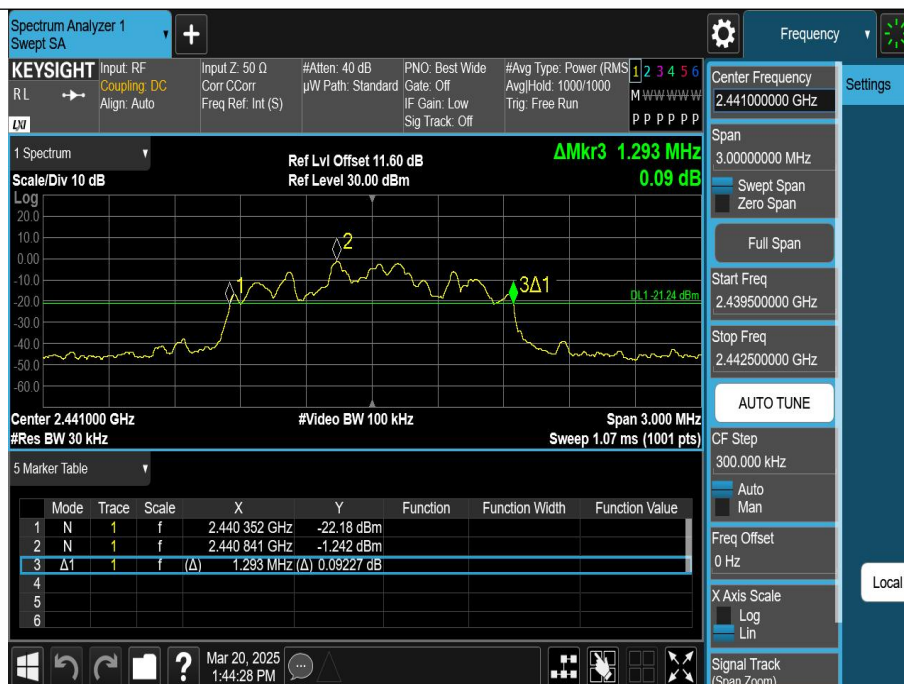 Spectrum Analyzer 1
Swept SA
Frequency
KEYSIGHT
RL
LXI
Input: RF
Coupling: DC
Align: Auto
Input Z: 50 Ω
Corr CCorr
Freq Ref: Int (S)
#Atten: 40 dB
µW Path: Standard
PNO: Best Wide
Gate: Off
IF Gain: Low
Sig Track: Off
#Avg Type: Power (RMS
Avg|Hold: 1000/1000
Trig: Free Run
1 2 3 4 5 6
M W W W W W
P P P P P P
1 Spectrum
Scale/Div 10 dB
Ref Lvl Offset 11.60 dB
Ref Level 30.00 dBm
ΔMkr3 1.293 MHz
0.09 dB
Log
20.0
10.0
0.00
-10.0
-20.0
-30.0
-40.0
-50.0
-60.0
1
2
3Δ1
DL1 -21.24 dBm
Center 2.441000 GHz
#Res BW 30 kHz
#Video BW 100 kHz
Span 3.000 MHz
Sweep 1.07 ms (1001 pts)
5 Marker Table
Mode Trace Scale X Y Function Function Width Function Value
1 N 1 f 2.440 352 GHz -22.18 dBm
2 N 1 f 2.440 841 GHz -1.242 dBm
3 Δ1 1 f (Δ) 1.293 MHz (Δ) 0.09227 dB
4
5
6
?
Mar 20, 2025
1:44:28 PM
Center Frequency
2.441000000 GHz
Span
3.00000000 MHz
Swept Span
Zero Span
Full Span
Start Freq
2.439500000 GHz
Stop Freq
2.442500000 GHz
AUTO TUNE
CF Step
300.000 kHz
Auto
Man
Freq Offset
0 Hz
X Axis Scale
Log
Lin
Signal Track
(Span Zoom)
Settings
Local